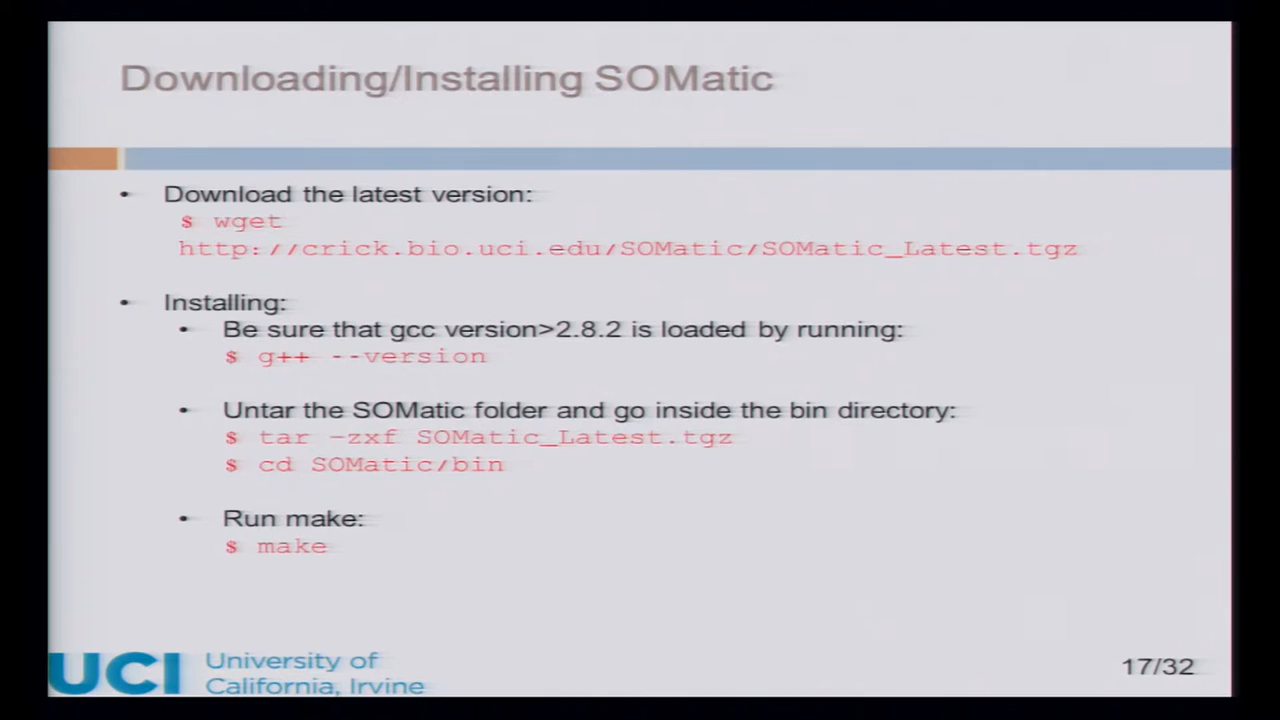 Downloading/Installing SOMatic
• Download the latest version:
$ wget
http://crick.bio.uci.edu/SOMatic/SOMatic_Latest.tgz
• Installing:
• Be sure that gcc version>2.8.2 is loaded by running:
$ g++ --version
• Untar the SOMatic folder and go inside the bin directory:
$ tar –zxf SOMatic_Latest.tgz
$ cd SOMatic/bin
• Run make:
$ make
UCI University of
California, Irvine
17/32